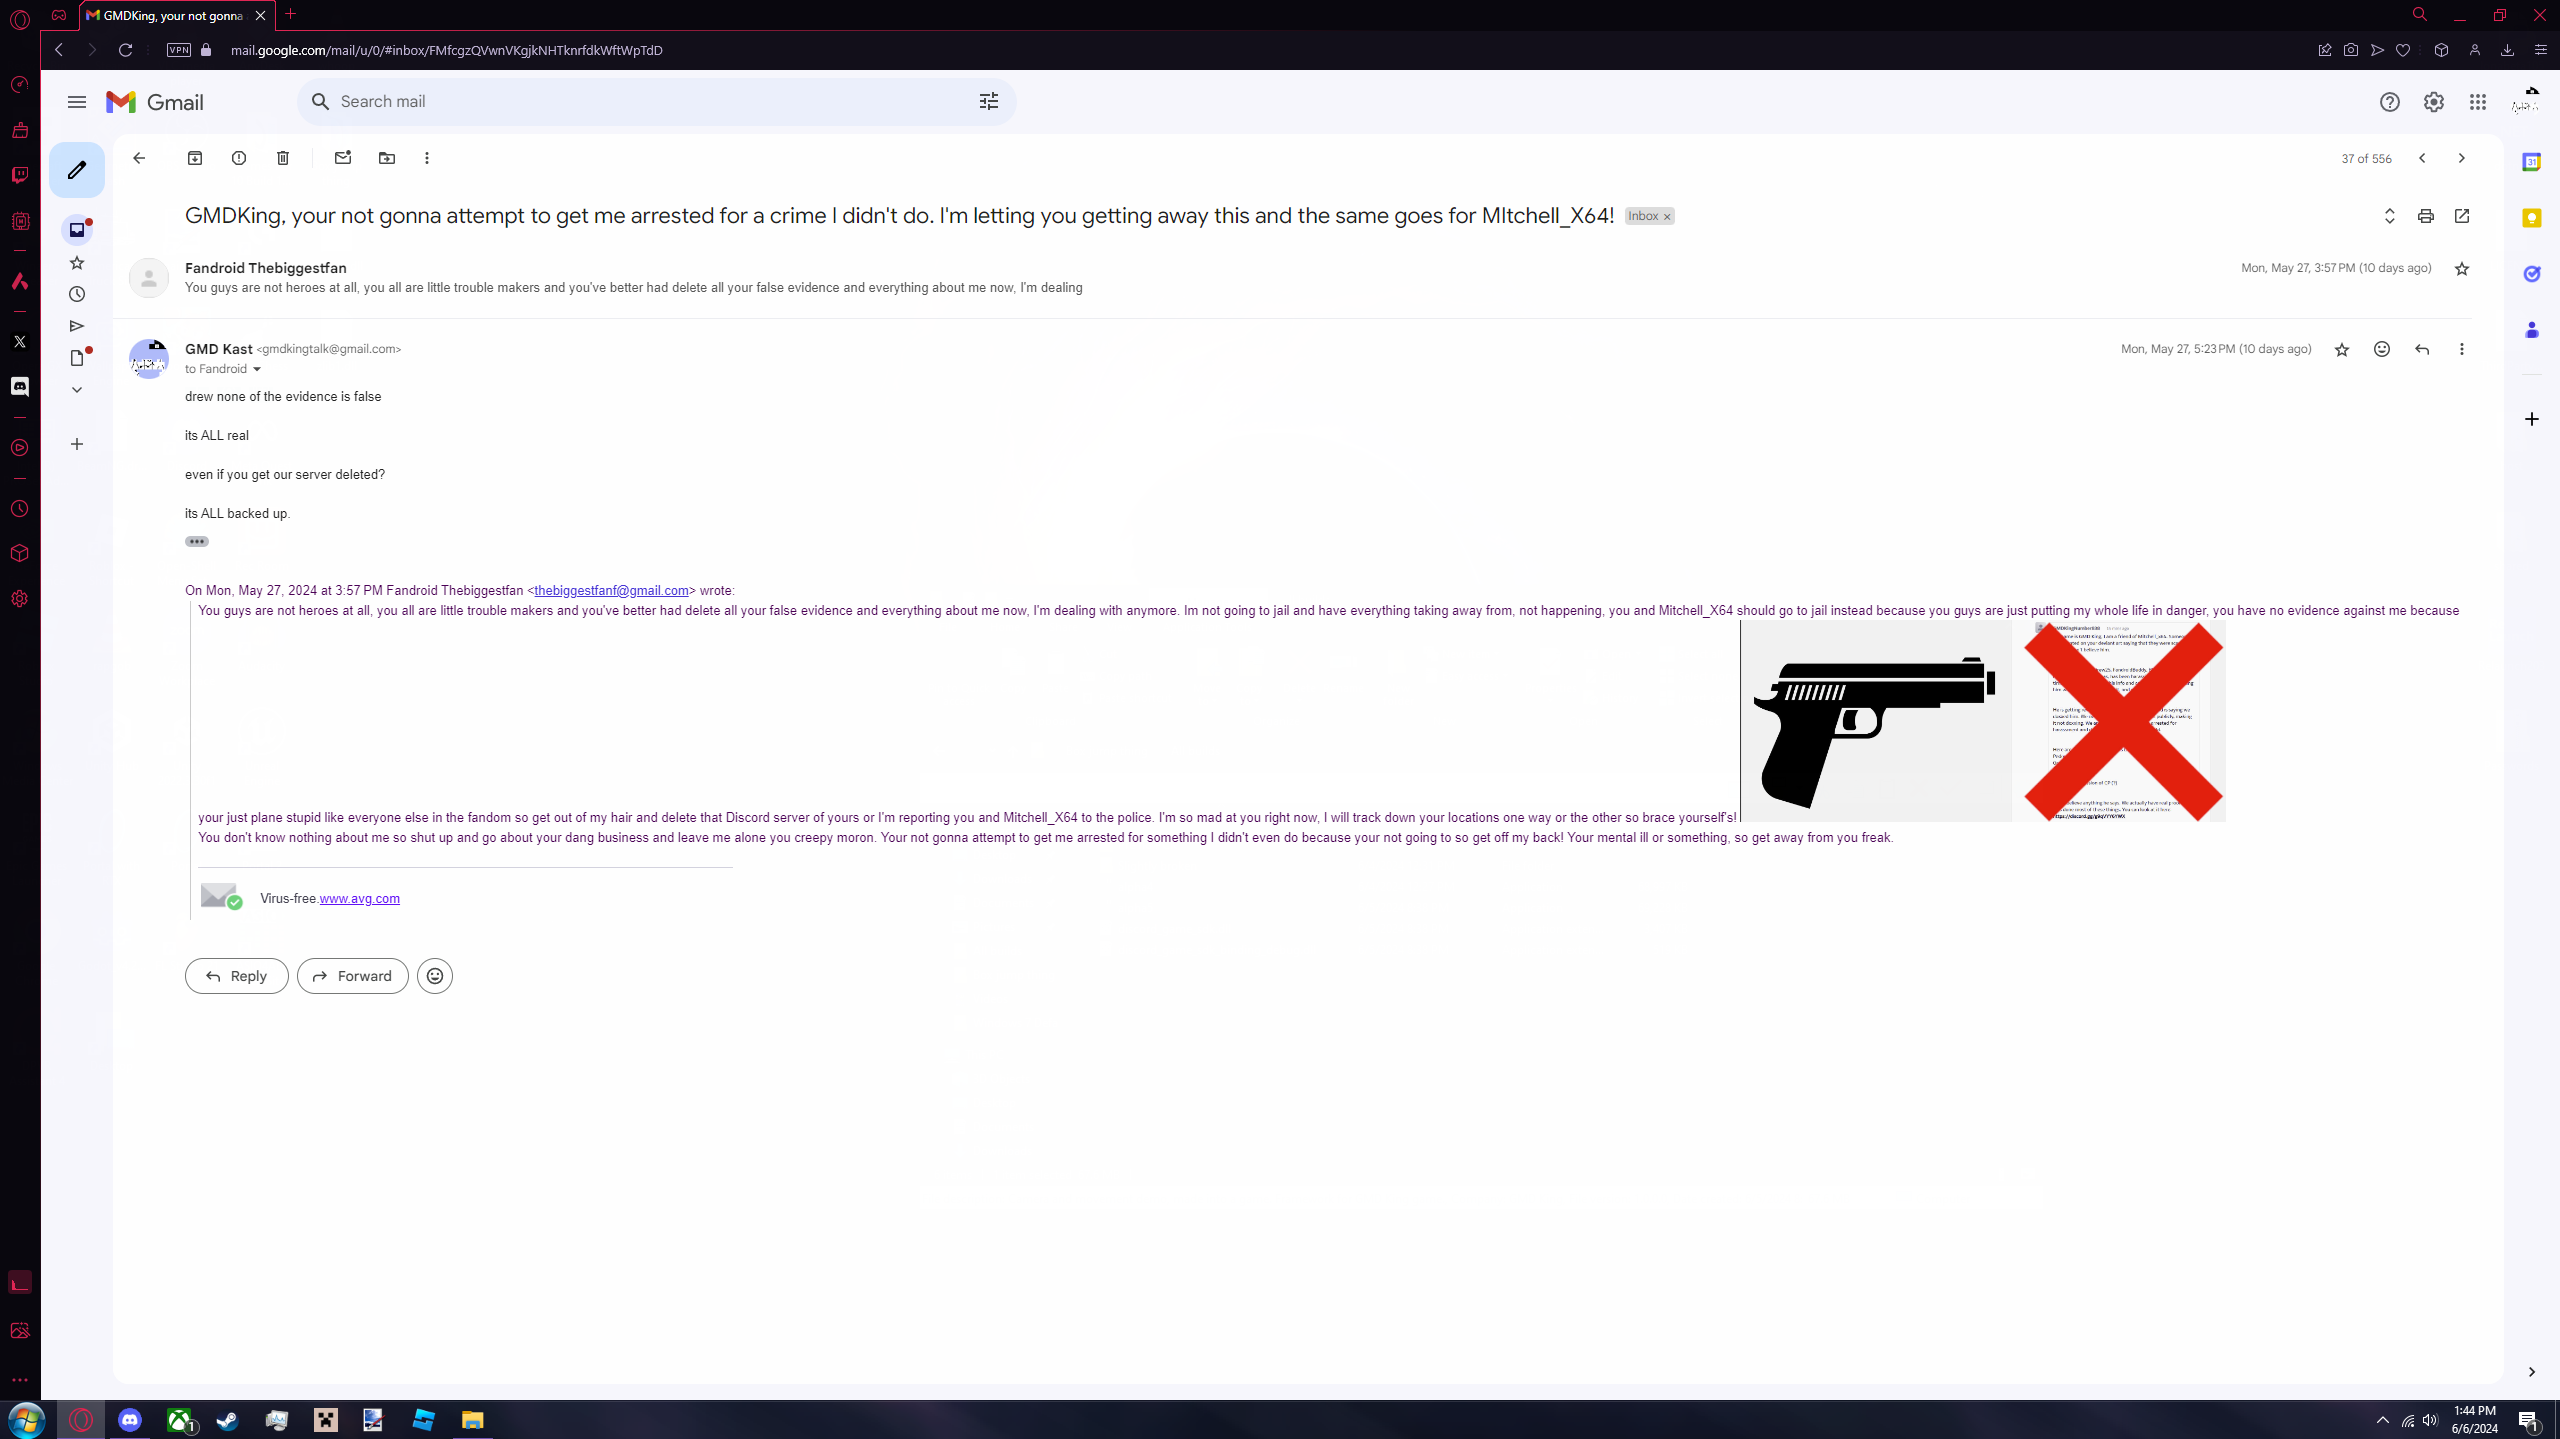 GMDKing, your not gonna
VPN
mail.google.com/mail/u/0/#inbox/FMfcgzQVwnVKgjkNHTknrfdkWftWpTdD
Gmail
Search mail
37 of 556
GMDKing, your not gonna attempt to get me arrested for a crime I didn't do. I'm letting you getting away this and the same goes for MItchell_X64!
Inbox ×
Fandroid Thebiggestfan
Mon, May 27, 3:57 PM (10 days ago)
You guys are not heroes at all, you all are little trouble makers and you've better had delete all your false evidence and everything about me now, I'm dealing
GMD Kast <gmdkingtalk@gmail.com>
Mon, May 27, 5:23 PM (10 days ago)
to Fandroid
drew none of the evidence is false
its ALL real
even if you get our server deleted?
its ALL backed up.
On Mon, May 27, 2024 at 3:57 PM Fandroid Thebiggestfan <thebiggestfanf@gmail.com> wrote:
You guys are not heroes at all, you all are little trouble makers and you've better had delete all your false evidence and everything about me now, I'm dealing with anymore. Im not going to jail and have everything taking away from, not happening, you and Mitchell_X64 should go to jail instead because you guys are just putting my whole life in danger, you have no evidence against me because
your just plane stupid like everyone else in the fandom so get out of my hair and delete that Discord server of yours or I'm reporting you and Mitchell_X64 to the police. I'm so mad at you right now, I will track down your locations one way or the other so brace yourself's!
You don't know nothing about me so shut up and go about your dang business and leave me alone you creepy moron. Your not gonna attempt to get me arrested for something I didn't even do because your not going to so get off my back! Your mental ill or something, so get away from you freak.
Virus-free.www.avg.com
Reply
Forward
1:44 PM
6/6/2024